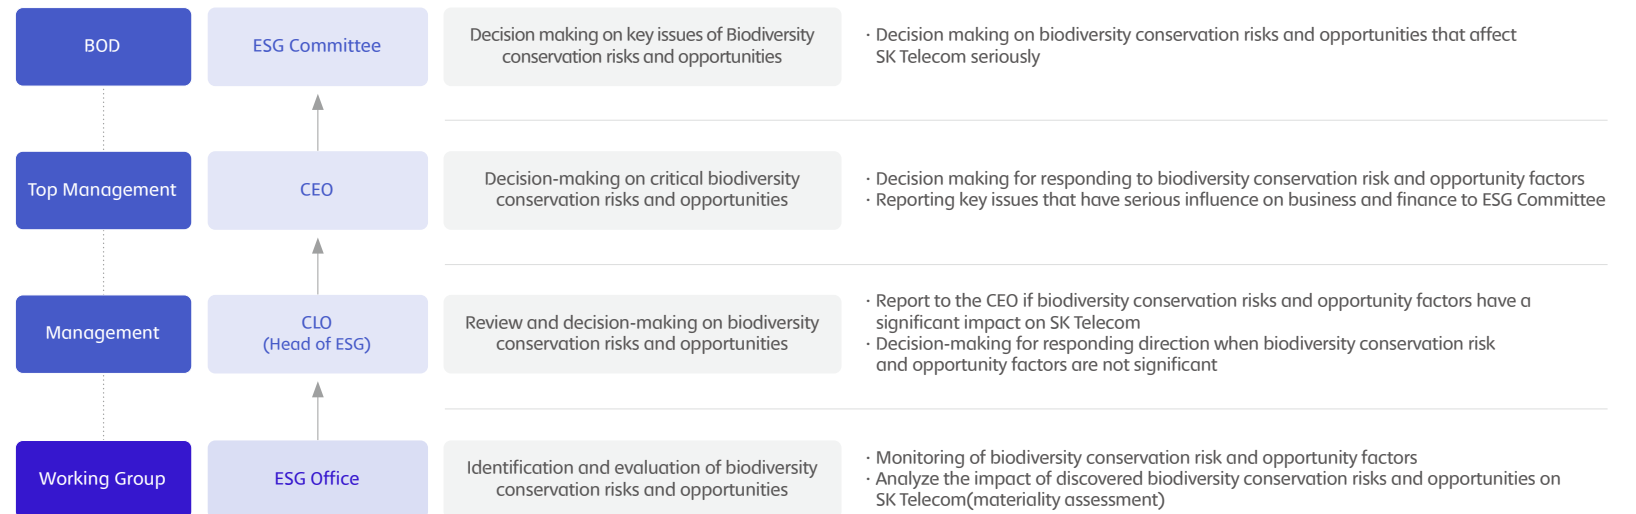 BOD
ESG Committee
Decision making on key issues of Biodiversity
conservation risks and opportunities
· Decision making on biodiversity conservation risks and opportunities that affect
SK Telecom seriously
Top Management
CEO
Decision-making on critical biodiversity
conservation risks and opportunities
· Decision making for responding to biodiversity conservation risk and opportunity factors
· Reporting key issues that have serious influence on business and finance to ESG Committee
Management
CLO
(Head of ESG)
Review and decision-making on biodiversity
conservation risks and opportunities
· Report to the CEO if biodiversity conservation risks and opportunity factors have a
significant impact on SK Telecom
· Decision-making for responding direction when biodiversity conservation risk
and opportunity factors are not significant
Working Group
ESG Office
Identification and evaluation of biodiversity
conservation risks and opportunities
· Monitoring of biodiversity conservation risk and opportunity factors
· Analyze the impact of discovered biodiversity conservation risks and opportunities on
SK Telecom(materiality assessment)